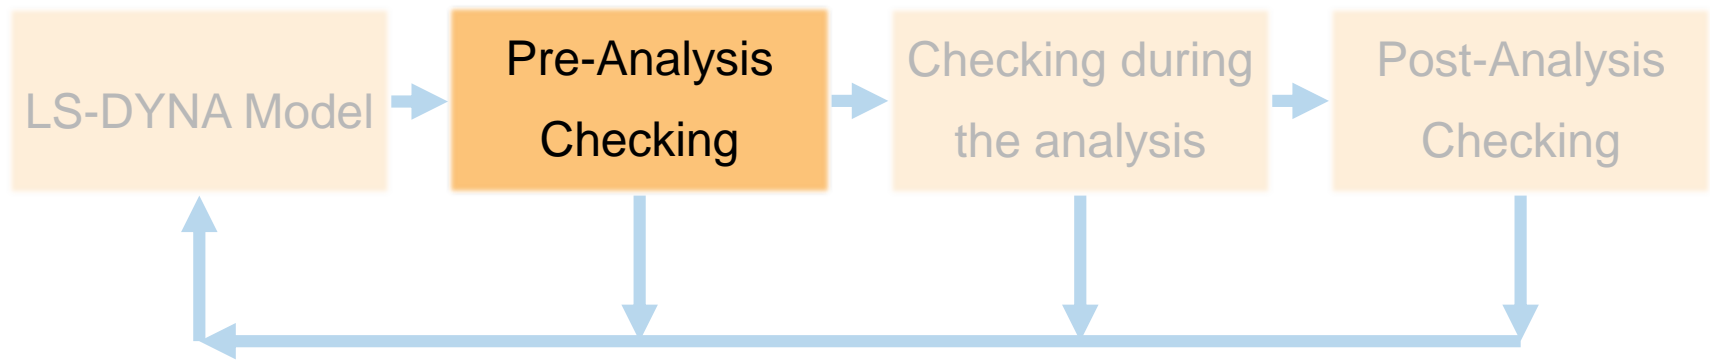 LS-DYNA Model
Pre-Analysis
Checking
Checking during
the analysis
Post-Analysis
Checking